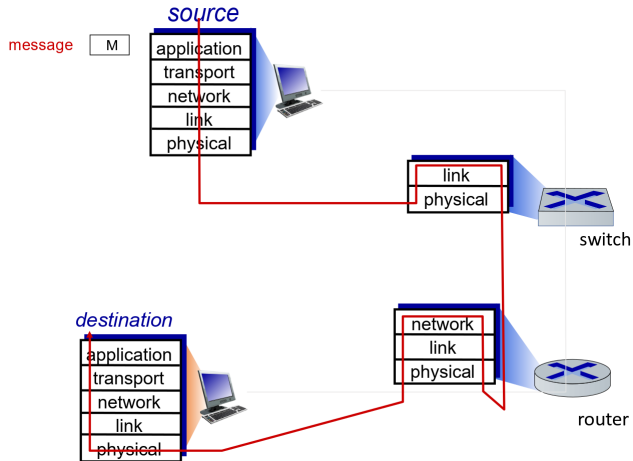 source
message
M
application
transport
network
link
physical
link
physical
switch
destination
application
transport
network
link
physical
network
link
physical
router